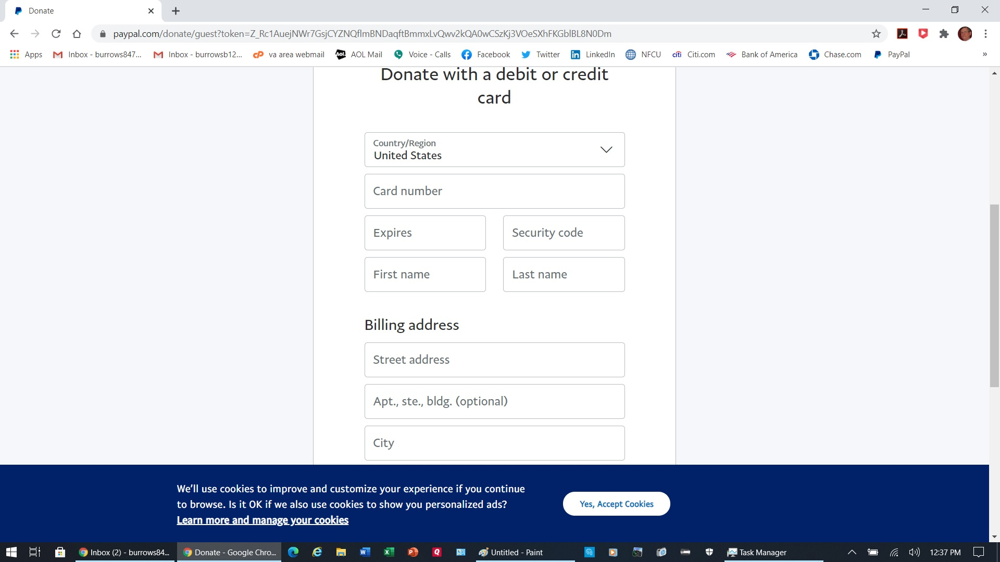 Donate
paypal.com/donate/guest?token=Z_Rc1AuejNWr7GsjCYZNQflmBNDaqftBmmxLvQwv2kQA0wCSzKj3VOeSXhFKGblBL8N0Dm
Apps Inbox - burrows847... Inbox - burrowsb12... cP va area webmail Aol. AOL Mail Voice - Calls Facebook Twitter LinkedIn NFCU citi Citi.com Bank of America Chase.com PayPal »
Donate with a debit or credit
card
Country/Region
United States
Card number
Expires Security code
First name Last name
Billing address
Street address
Apt., ste., bldg. (optional)
City
We'll use cookies to improve and customize your experience if you continue
to browse. Is it OK if we also use cookies to show you personalized ads?
Learn more and manage your cookies
Yes, Accept Cookies
Inbox (2) - burrows84... Donate - Google Chro... Untitled - Paint Task Manager 12:37 PM